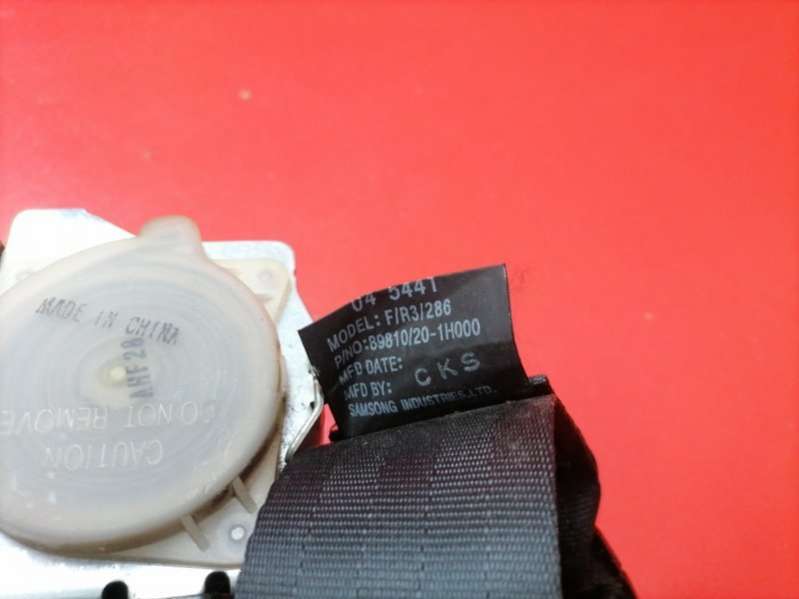 MADE IN CHINA
AHF28
CAUTION
DO NOT REMOVE
04 5441
MODEL: F/R3/286
P/NO:89810/20-1H000
MFD DATE:
CKS
MFD BY:
SAMSONG INDUSTRIES.LTD.